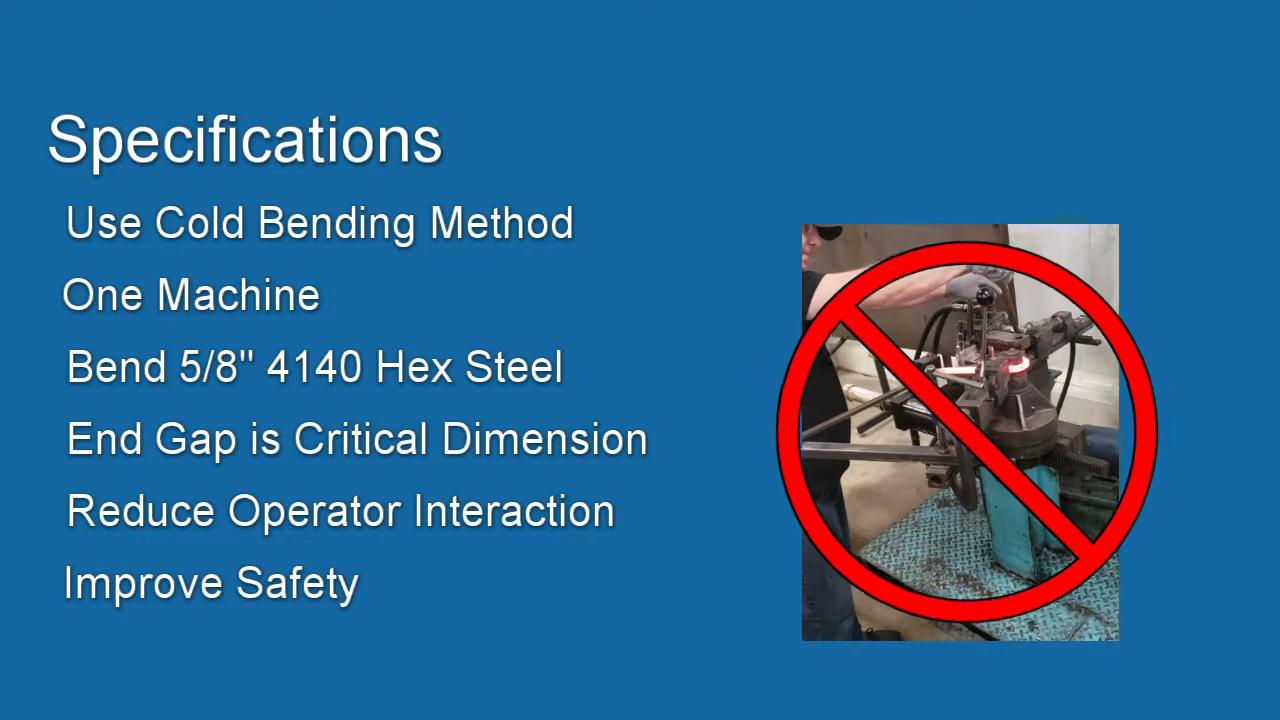 Specifications
Use Cold Bending Method
One Machine
Bend 5/8" 4140 Hex Steel
End Gap is Critical Dimension
Reduce Operator Interaction
Improve Safety